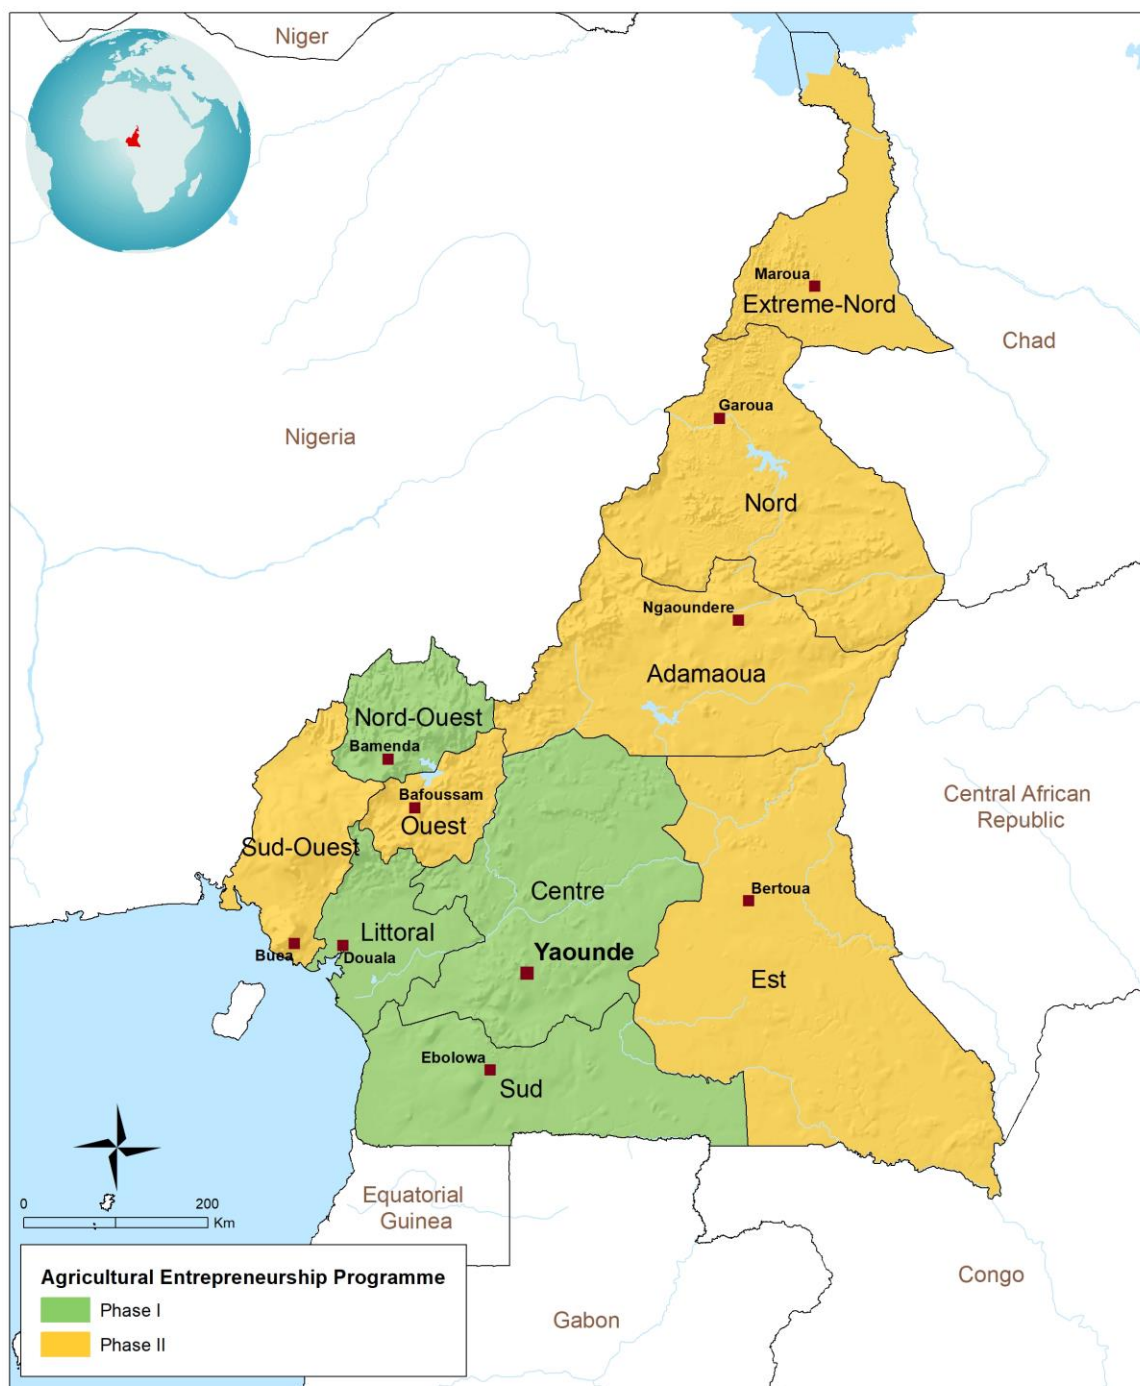 Niger
Maroua
Extreme-Nord
Chad
Garoua
Nigeria
Nord
Ngaoundere
Adamaoua
Nord-Ouest
Bamenda
Bafoussam
Ouest
Central African
Republic
Sud-Ouest
Centre
Bertoua
Littoral
Buea
Douala
Yaounde
Est
Ebolowa
Sud
Equatorial
Guinea
0 200
Km
Congo
Gabon
Agricultural Entrepreneurship Programme
Phase I
Phase II